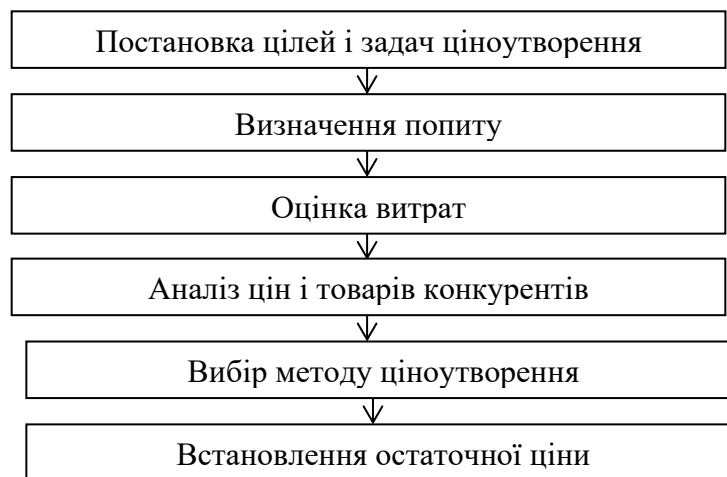 Постановка цілей і задач ціноутворення
Визначення попиту
Оцінка витрат
Аналіз цін і товарів конкурентів
Вибір методу ціноутворення
Встановлення остаточної ціни